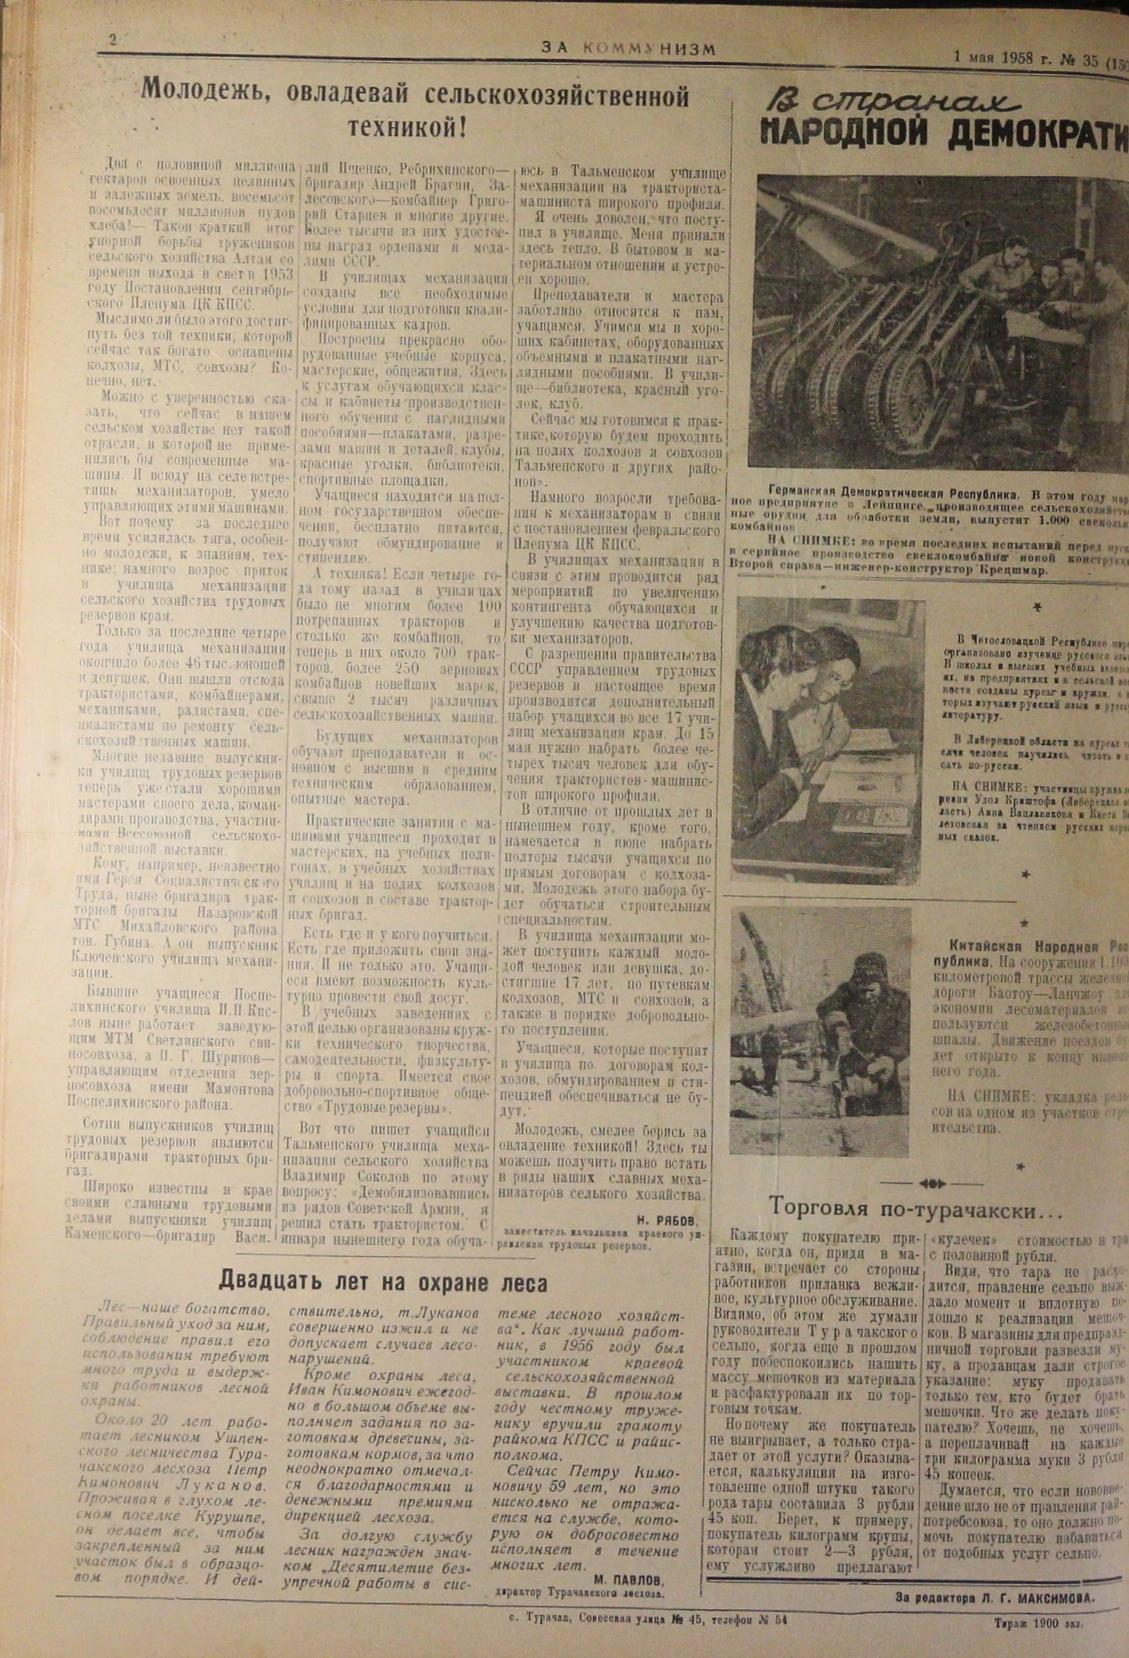 2
ЗА КОММУНИЗМ
1 мая 1958 г. № 35
Молодежь, овладевай сельскохозяйственной
техникой!
Два с половиной миллиона
гектаров освоенных целинных
и залежных земель, восемьсот
восемьдесят миллионов пудов
хлеба!— Таков краткий итог
упорной борьбы тружеников
сельского хозяйства Алтая со
времени выхода в свет в 1953
году Постановления сентябрь-
ского Пленума ЦК КПСС.
Мыслимо ли было этого достиг-
нуть без той техники, которой
сейчас так богато оснащены
колхозы, МТС, совхозы? Ко-
нечно, нет.
Можно с уверенностью ска-
зать, что сейчас в нашем
сельском хозяйстве нет такой
отрасли, в которой не приме-
нялись бы современные ма-
шины. И всюду на селе встре-
тишь механизаторов, умело
управляющих этими машинами.
Вот почему за последнее
время усилилась тяга, особен-
но молодежи, к знаниям, тех-
нике; намного возрос приток
в училища механизации
сельского хозяйства трудовых
резервов края.
Только за последние четыре
года училища механизации
окончило более 46 тыс. юношей
и девушек. Они вышли отсюда
трактористами, комбайнерами,
механиками, радистами, спе-
циалистами по ремонту сель-
скохозяйственных машин.
Многие недавние выпускни-
ки училищ трудовых резервов
теперь уже стали хорошими
мастерами своего дела, коман-
дирами производства, участни-
ками Всесоюзной сельскохо-
зяйственной выставки.
Кому, например, неизвестно
имя Героя Социалистического
Труда, ныне бригадира трак-
торной бригады Назаровской
МТС Михайловского района
тов. Губина. А он выпускник
Ключевского училища механи-
зации.
Бывшие учащиеся Поспе-
лихинского училища И.П Кис-
лов ныне работает заведую-
щим МТМ Светлинского сви-
носовхоза, а П. Г. Шуринов—
управляющим отделения зер-
носовхоза имени Мамонтова
Поспелихинского района.
Сотни выпускников училищ
трудовых резервов являются
бригадирами тракторных бри-
гад.
Широко известны в крае
своими славными трудовыми
делами выпускники училищ
Каменского—бригадир Васи-
лий Ищенко, Ребрихинского—
бригадир Андрей Брагин, За-
лесовского—комбайнер Григо-
рий Старцев и многие другие.
Более тысячи из них удостое-
ны наград орденами и меда-
лями СССР.
В училищах механизации
созданы все необходимые
условия для подготовки квали-
фицированных кадров.
Построены прекрасно обо-
рудованные учебные корпуса,
мастерские, общежития. Здесь
к услугам обучающихся клас-
сы и кабинеты производствен-
ного обучения с наглядными
пособиями—плакатами, разре-
зами машин и деталей, клубы,
красные уголки, библиотеки,
спортивные площадки.
Учащиеся находятся на пол-
ном государственном обеспе-
чении, бесплатно питаются,
получают обмундирование и
стипендию.
А техника! Если четыре го-
да тому назад в училищах
было не многим более 100
потрепанных тракторов и
столько же комбайнов, то
теперь в них около 700 трак-
торов, более 250 зерновых
комбайнов новейших марок,
свыше 2 тысяч различных
сельскохозяйственных машин.
Будущих механизаторов
обучают преподаватели в ос-
новном с высшим и средним
техническим образованием,
опытные мастера.
Практические занятия с ма-
шинами учащиеся проходят в
мастерских, на учебных поли-
гонах, в учебных хозяйствах
училищ и на полях колхозов
и совхозов в составе трактор-
ных бригад.
Есть где и у кого поучиться.
Есть где приложить свои зна-
ния. И не только это. Учащи-
еся имеют возможность куль-
турно провести свой досуг.
В учебных заведениях с
этой целью организованы круж-
ки технического творчества,
самодеятельности, физкульту-
ры и спорта. Имеется свое
добровольно-спортивное обще-
ство «Трудовые резервы».
Вот что пишет учащийся
Тальменского училища меха-
низации сельского хозяйства
Владимир Соколов по этому
вопросу: «Демобилизовавшись
из рядов Советской Армии, я
решил стать трактористом. С
января нынешнего года обуча-
юсь в Тальменском училище
механизации на тракториста-
машиниста широкого профиля.
Я очень доволен, что посту-
пил в училище. Меня приняли
здесь тепло. В бытовом и ма-
териальном отношении и устро-
ен хорошо.
Преподаватели и мастера
заботливо относятся к нам,
учащимся. Учимся мы в хоро-
ших кабинетах, оборудованных
объемными и плакатными наг-
лядными пособиями. В учили-
ще—библиотека, красный уго-
лок, клуб.
Сейчас мы готовимся к прак-
тике, которую будем проходить
на полях колхозов и совхозов
Тальменского и других райо-
нов».
Намного возросли требова-
ния к механизаторам в связи
с постановлением февральского
Пленума ЦК КПСС.
В училищах механизации в
связи с этим проводится ряд
мероприятий по увеличению
контингента обучающихся и
улучшению качества подготов-
ки механизаторов.
С разрешения правительства
СССР управлением трудовых
резервов в настоящее время
производится дополнительный
набор учащихся во все 17 учи-
лищ механизации края. До 15
мая нужно набрать более че-
тырех тысяч человек для обу-
чения трактористов-машинис-
тов широкого профиля.
В отличие от прошлых лет в
нынешнем году, кроме того,
намечается в июне набрать
полторы тысячи учащихся по
прямым договорам с колхоза-
ми. Молодежь этого набора бу-
дет обучаться строительным
специальностям.
В училища механизации мо-
жет поступить каждый моло-
дой человек или девушка, до-
стигшие 17 лет, по путевкам
колхозов, МТС и совхозов, а
также в порядке добровольно-
го поступления.
Учащиеся, которые поступят
в училища по договорам кол-
хозов, обмундированием и сти-
пендией обеспечиваться не бу-
дут.
Молодежь, смелее берись за
овладение техникой! Здесь ты
можешь получить право встать
в ряды наших славных меха-
низаторов селького хозяйства.
Н. РЯБОВ,
заместитель начальника краевого уп-
равления трудовых резервов.
Двадцать лет на охране леса
Лес—наше богатство.
Правильный уход за ним,
соблюдение правил его
использования требуют
много труда и выдерж-
ки работников лесной
охраны.
Около 20 лет рабо-
тает лесником Ушпен-
ского лесничества Тура-
чакского лесхоза Петр
Кимонович Луканов.
Проживая в глухом ле-
сном поселке Курушпе,
он делает все, чтобы
закрепленный за ним
участок был в образцо-
вом порядке. И дей-
ствительно, т. Луканов
совершенно изжил и не
допускает случаев лесо-
нарушений.
Кроме охраны леса,
Иван Кимонович ежегод-
но в большом объеме вы-
полняет задания по за-
готовкам древесины, за-
готовкам кормов, за что
неоднократно отмечал-
ся благодарностями и
денежными премиями
дирекцией лесхоза.
За долгую службу
лесник награжден знач-
ком „Десятилетие без-
упречной работы в сис-
теме лесного хозяйст-
ва". Как лучший работ-
ник, в 1956 году был
участником краевой
сельскохозяйственной
выставки. В прошлом
году честному труже-
нику вручили грамоту
райкома КПСС и райис-
полкома.
Сейчас Петру Кимо-
новичу 59 лет, но это
нисколько не отража-
ется на службе, кото-
рую он добросовестно
исполняет в течение
многих лет.
М. ПАВЛОВ,
директор Турачакского лесхоза.
В странах
НАРОДНОЙ ДЕМОКРАТИ
Германская Демократическая Республика. В этом году
ное предприятие в Лейпциге, производящее сельскохозяйств
ные орудия для обработки земли, выпустит 1.000
комбайнов
НА СНИМКЕ: во время последних испытаний перед
в серийное производство свеклокомбайна новой
Второй справа—инженер-конструктор Крецшмар.
В Чехословацкой Республике
организовано изучение русского
В школах и высших учебных
ях, на предприятиях и в сельской
ности созданы курсы и кружки,
торых изучают русский язык и
литературу.
В Либерецкой области на курсах
сячи человек научились читать и
сать по-русски.
НА СНИМКЕ: участницы кружка
рения Удол Криштофа (Либерецкая
ласть) Анна Вацлавикова и Квета
лезовская за чтением русских
ных сказок.
Китайская Народная Рес
публика. На сооружении
километровой трассы железно
дороги Баотоу—Ланчжоу
экономии лесоматериалов
пользуются железобетонные
шпалы. Движение поездов
дет открыто к концу
него года.
НА СНИМКЕ: укладка
сов на одном из участков
ительства.
Торговля по-турачакски...
Каждому покупателю при-
ятно, когда он, придя в ма-
газин, встречает со стороны
работников прилавка вежли-
вое, культурное обслуживание.
Видимо, об этом же думали
руководители Турачакского
сельпо, когда еще в прошлом
году побеспокоились нашить
массу мешочков из материала
и расфактуровали их по тор-
говым точкам.
Но почему же покупатель
не выигрывает, а только стра-
дает от этой услуги? Оказыва-
ется, калькуляция на изго-
товление одной штуки такого
рода тары составила 3 рубля
45 коп. Берет, к примеру,
покупатель килограмм крупы,
которая стоит 2—3 рубля,
ему услужливо предлагают
«кулечек» стоимостью в три
с половиной рубля.
Видя, что тара не расхо-
дится, правление сельпо выж-
дало момент и вплотную по-
дошло к реализации мешоч-
ков. В магазины для предпразд-
ничной торговли развезли му-
ку, а продавцам дали строгое
указание: муку продавать
только тем, кто будет брать
мешочки. Что же делать поку-
пателю? Хочешь, не хочешь,
а переплачивай на каждые
три килограмма муки 3 рубля
45 копеек.
Думается, что если нововве-
дение шло не от правления рай-
потребсоюза, то оно должно по-
мочь покупателю избавиться
от подобных услуг сельпо.
За редактора Л. Г. МАКСИМОВА.
с. Турачак, Советская улица № 45, телефон № 54
Тираж 1900 экз.